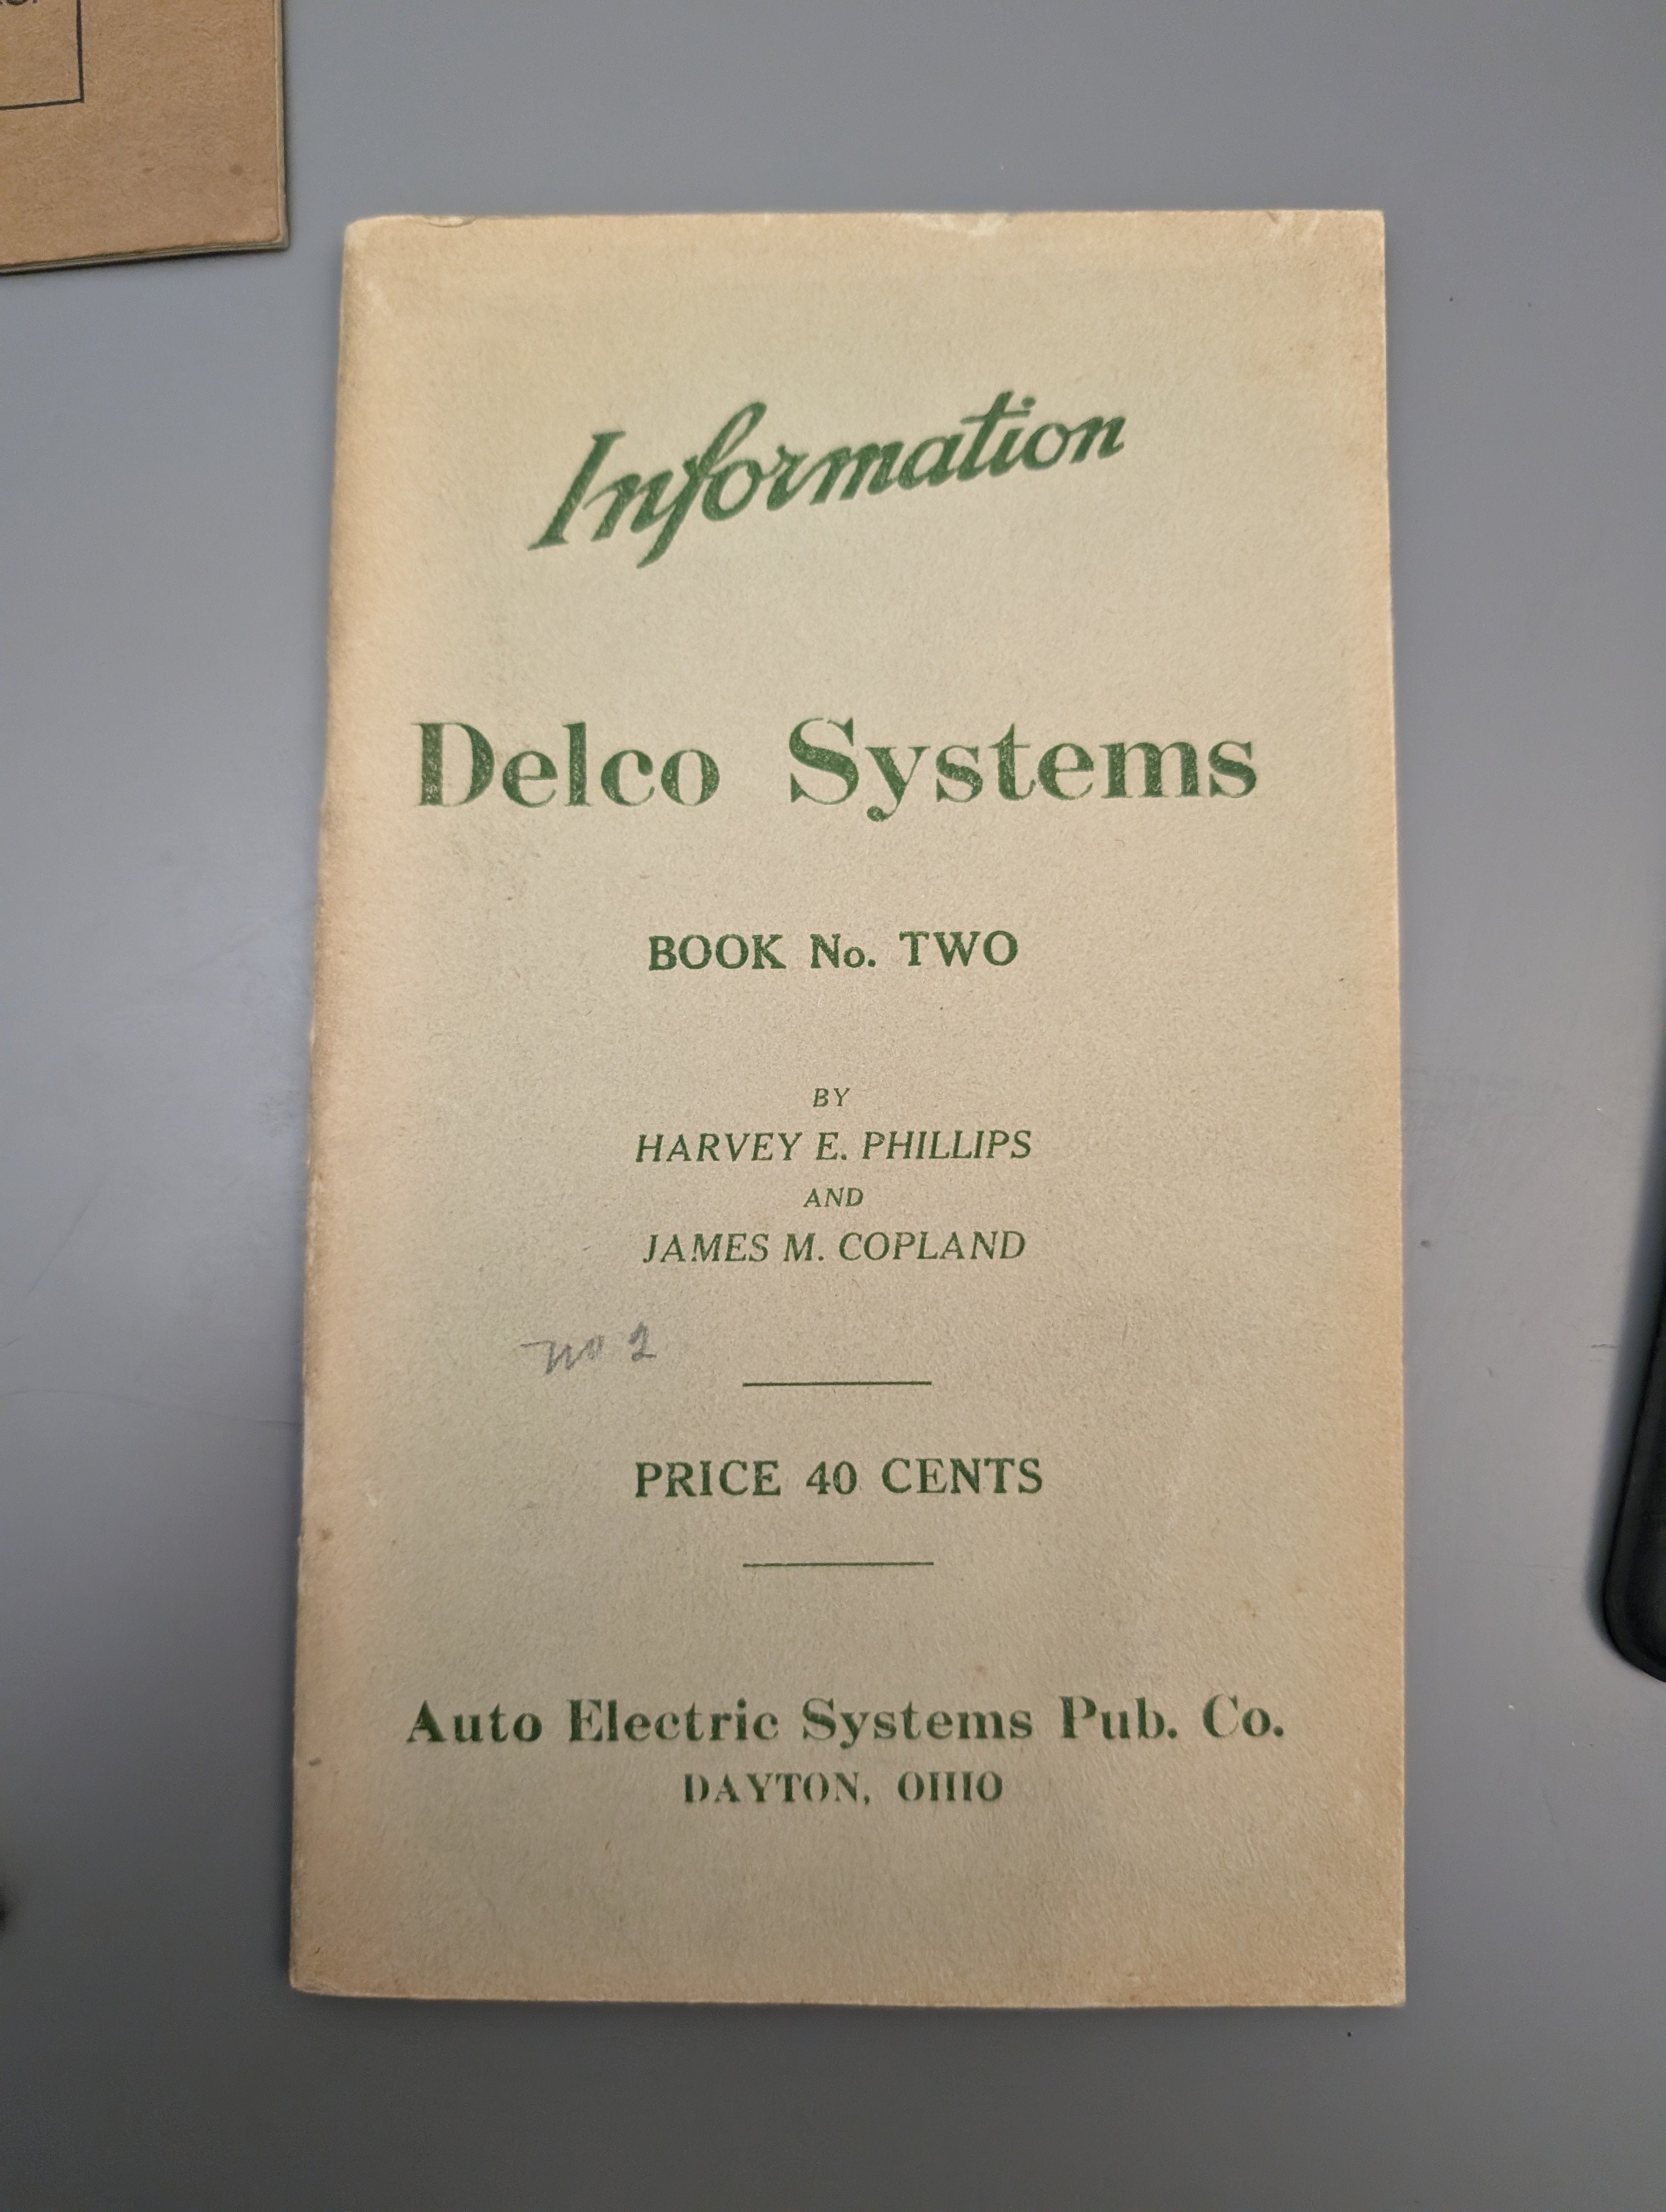 Information
Delco Systems
BOOK No. TWO
BY
HARVEY E. PHILLIPS
AND
JAMES M. COPLAND
no 2
PRICE 40 CENTS
Auto Electric Systems Pub. Co.
DAYTON, OHIO